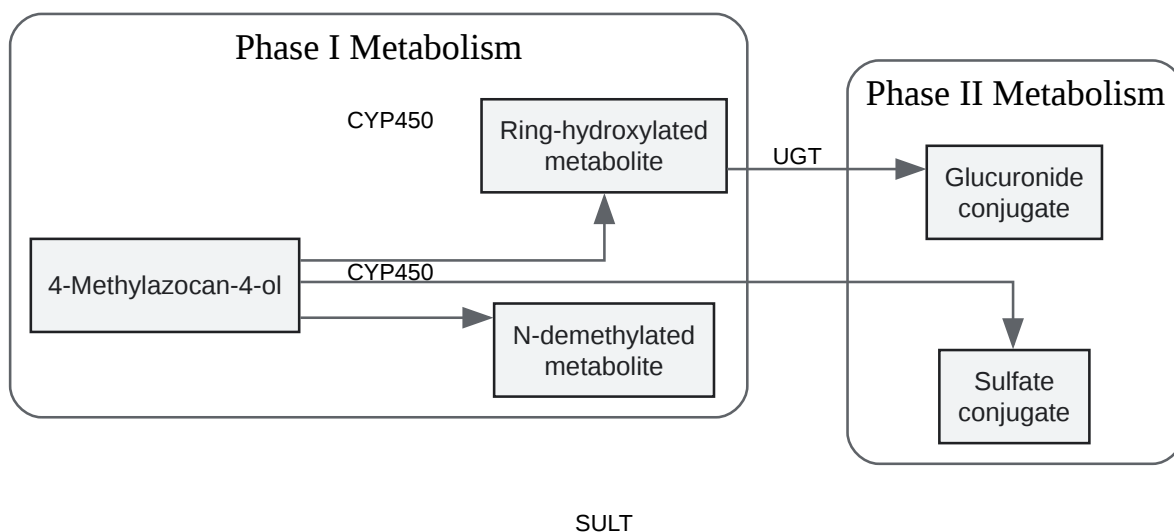 Phase I Metabolism
Phase II Metabolism
CYP450
Ring-hydroxylated
metabolite
UGT
Glucuronide
conjugate
4-Methylazocan-4-ol
CYP450
N-demethylated
metabolite
Sulfate
conjugate
SULT